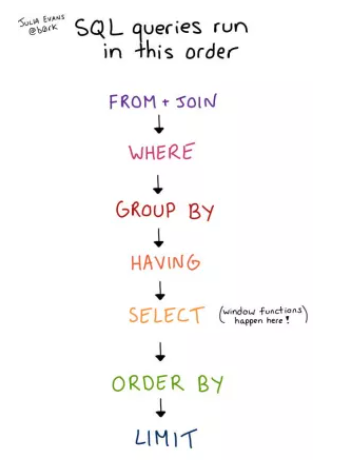 JULIA EVANS
@b0rk
SQL queries run
in this order
FROM + JOIN
WHERE
GROUP BY
HAVING
SELECT (window functions
happen here!)
ORDER BY
LIMIT